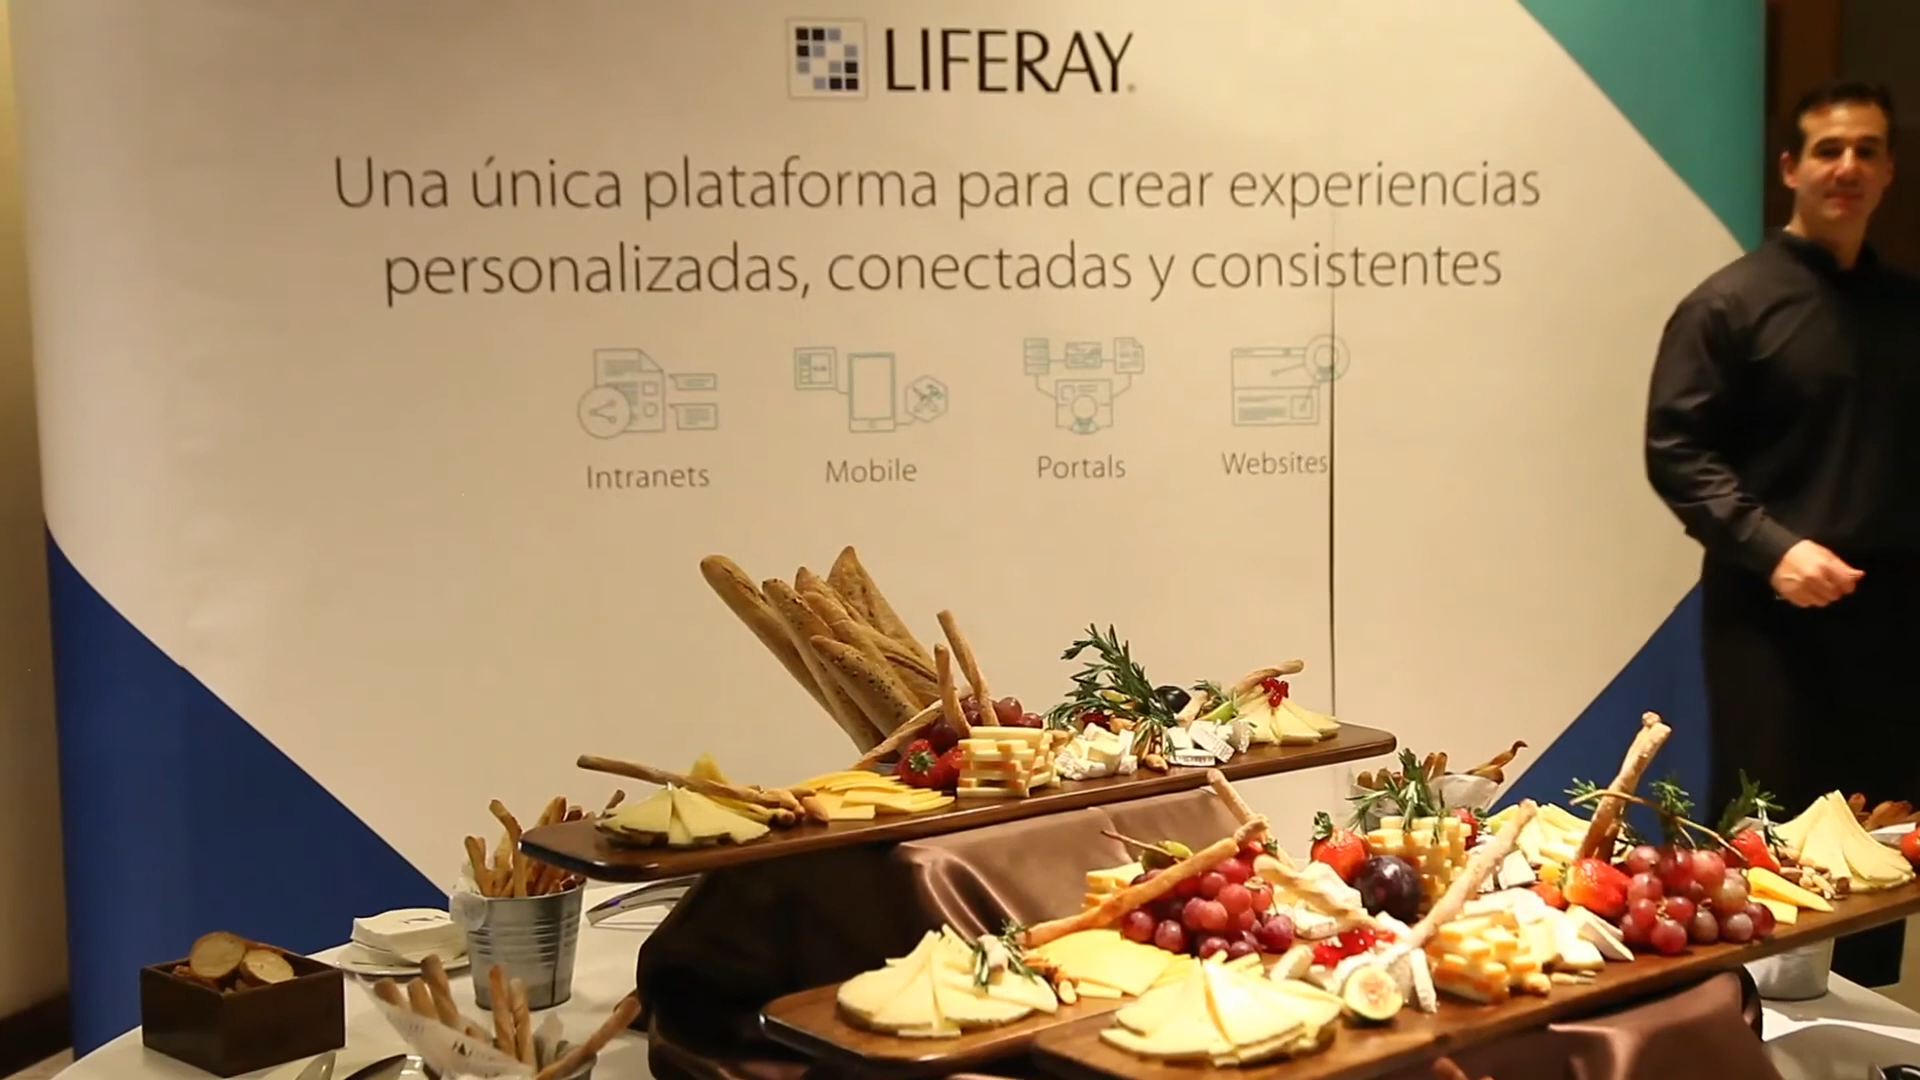 LIFERAY.
Una única plataforma para crear experiencias
personalizadas, conectadas y consistentes
Intranets
Mobile
Portals
Websites